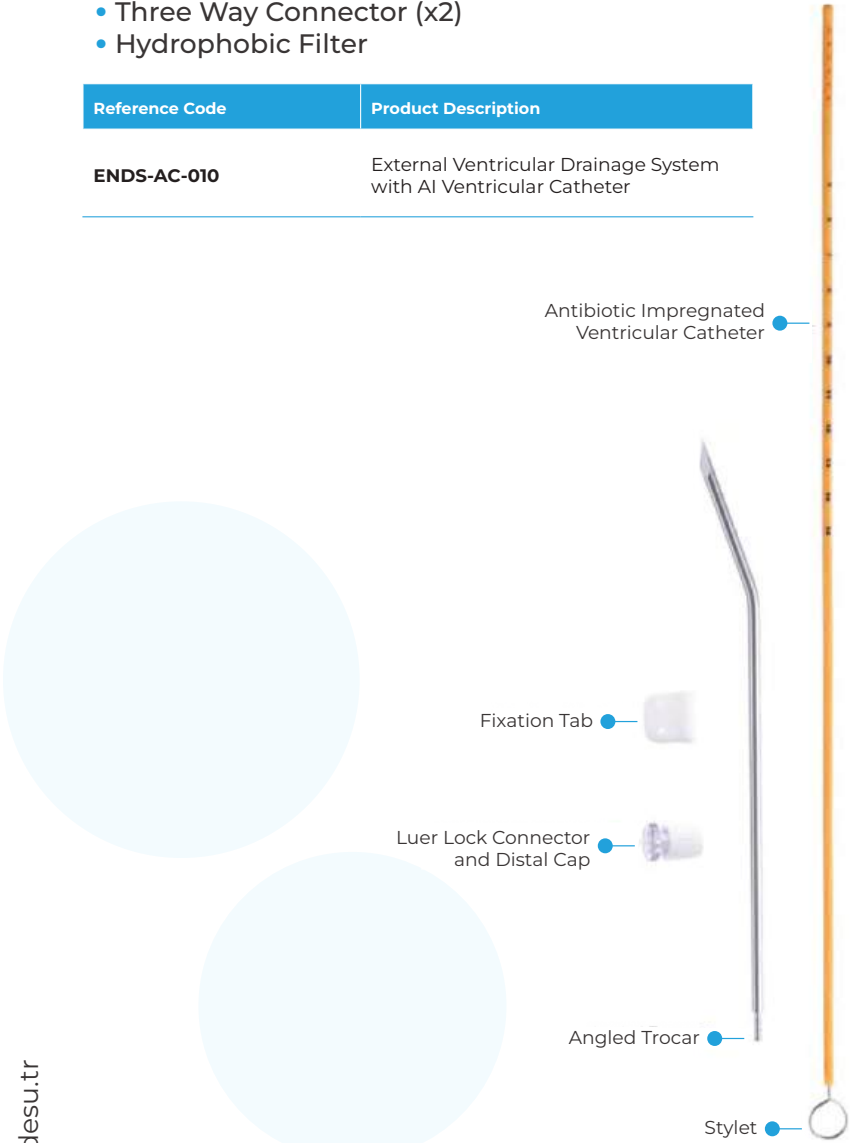 • Three Way Connector (x2)
• Hydrophobic Filter
Reference Code
Product Description
ENDS-AC-010
External Ventricular Drainage System
with AI Ventricular Catheter
Antibiotic Impregnated
Ventricular Catheter
Fixation Tab
Luer Lock Connector
and Distal Cap
Angled Trocar
Stylet
desu.tr